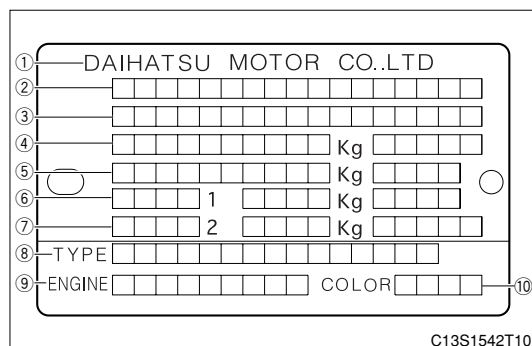 ① DAIHATSU MOTOR CO..LTD
②
③
④ Kg
⑤ Kg
⑥ 1 Kg
⑦ 2 Kg
⑧ TYPE
⑨ ENGINE COLOR ⑩
C13S1542T10